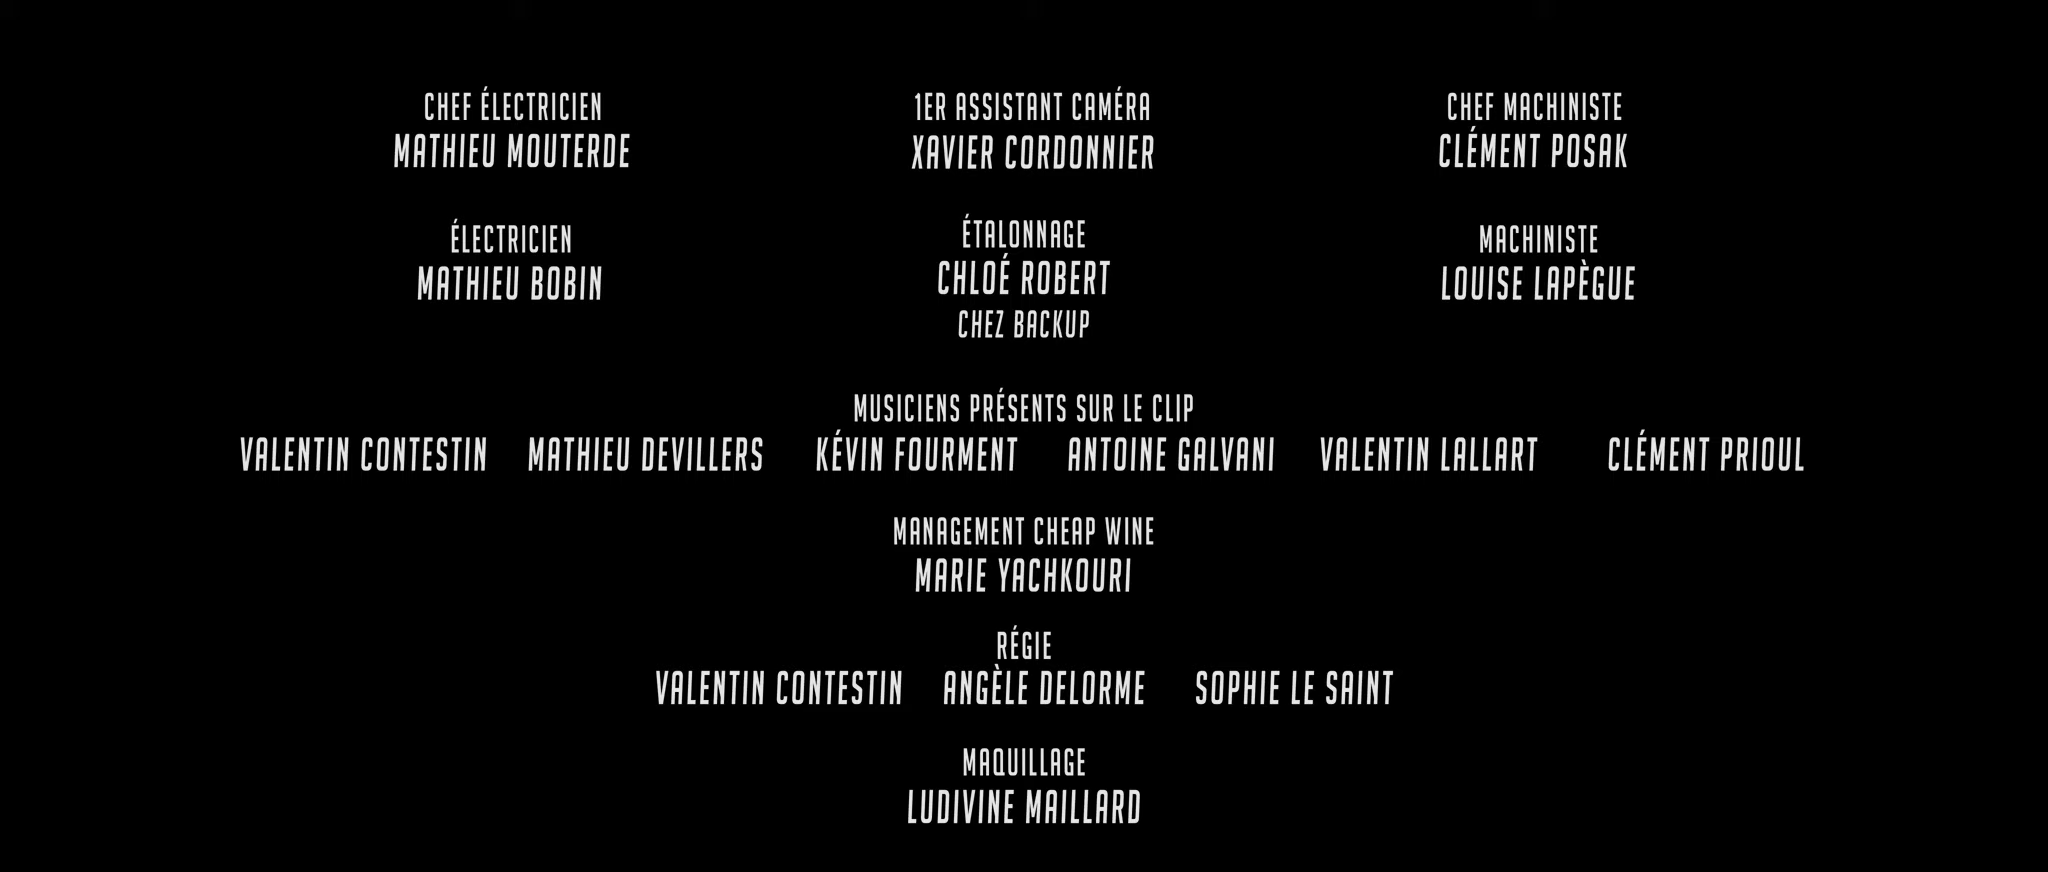 CHEF ÉLECTRICIEN
MATHIEU MOUTERDE
1ER ASSISTANT CAMÉRA
XAVIER CORDONNIER
CHEF MACHINISTE
CLÉMENT POSAK
ÉLECTRICIEN
MATHIEU BOBIN
ÉTALONNAGE
CHLOÉ ROBERT
CHEZ BACKUP
MACHINISTE
LOUISE LAPÈGUE
MUSICIENS PRÉSENTS SUR LE CLIP
VALENTIN CONTESTIN MATHIEU DEVILLERS KÉVIN FOURMENT ANTOINE GALVANI VALENTIN LALLART CLÉMENT PRIOUL
MANAGEMENT CHEAP WINE
MARIE YACHKOURI
RÉGIE
VALENTIN CONTESTIN ANGÈLE DELORME SOPHIE LE SAINT
MAQUILLAGE
LUDIVINE MAILLARD